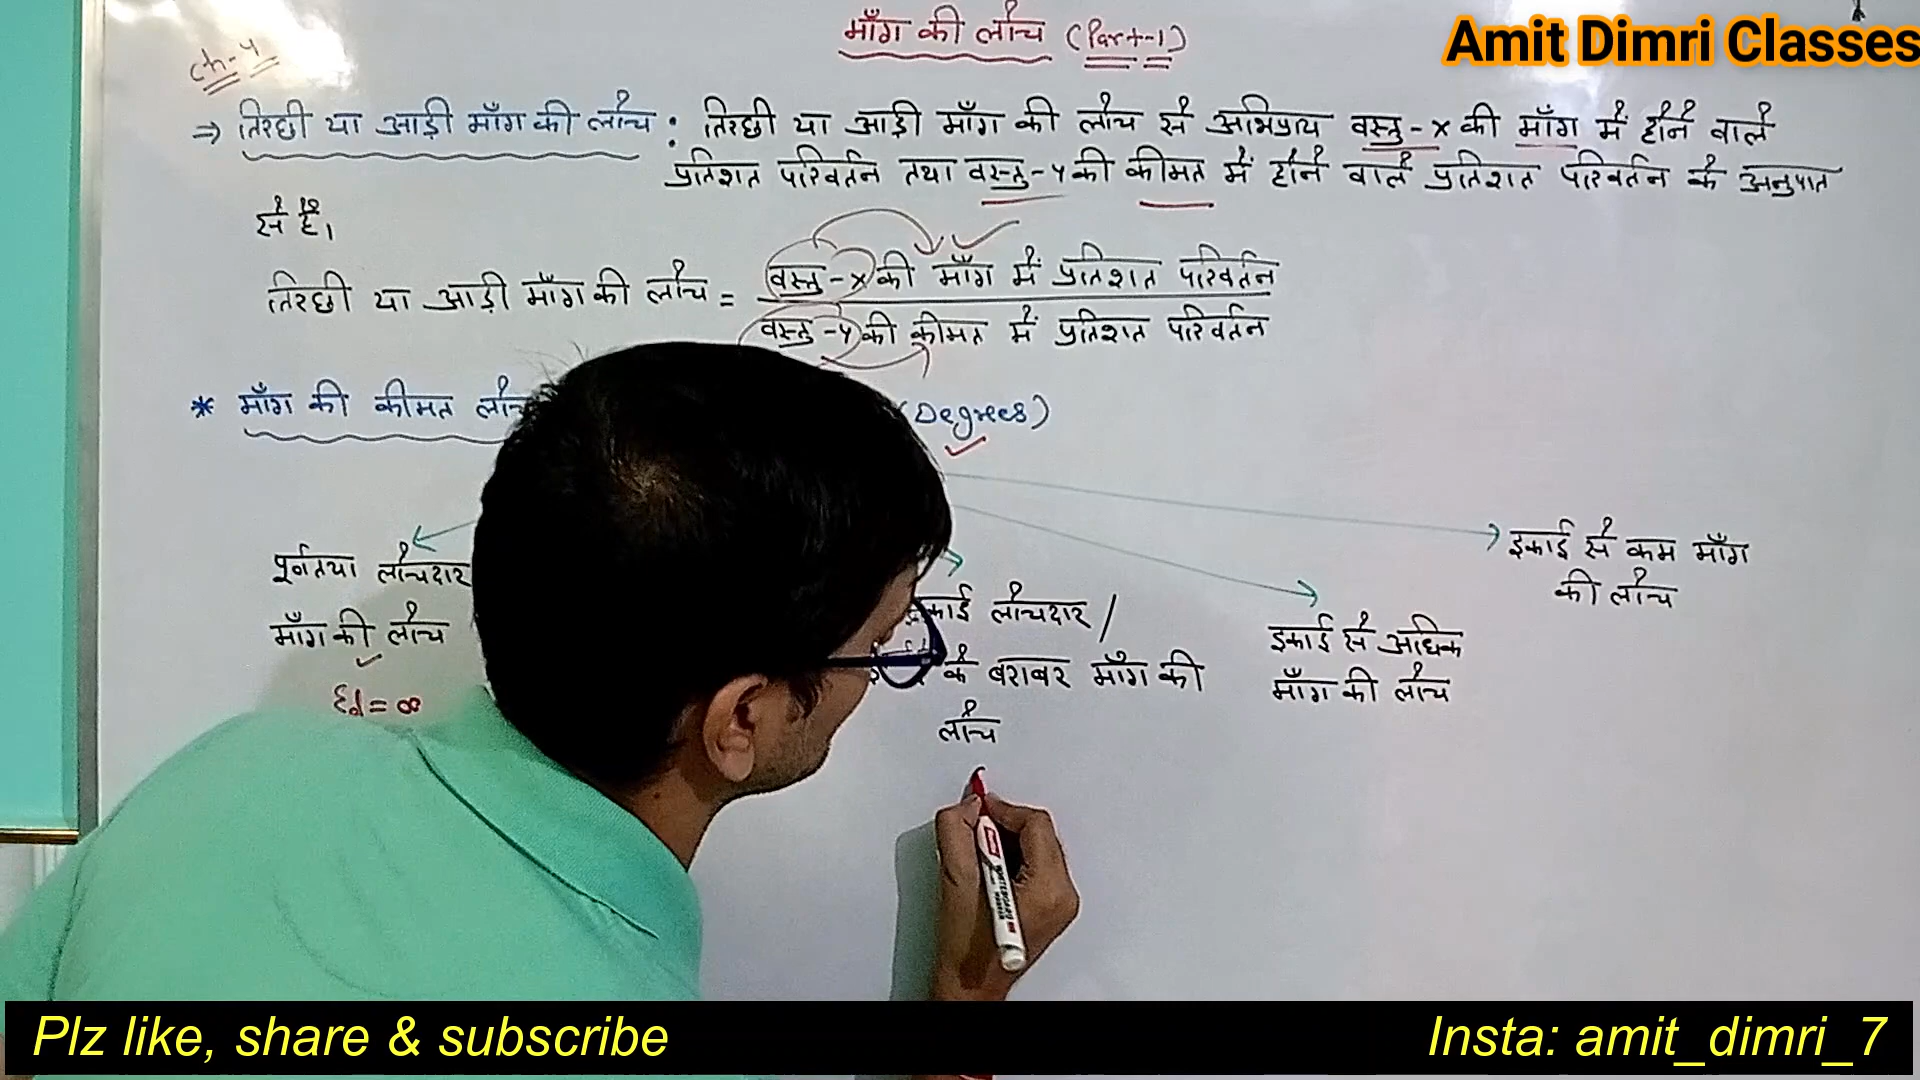 माँग की लोच (Part-1)
Amit Dimri Classes
ch-4
⇒ तिरछी या आड़ी माँग की लोच : तिरछी या आड़ी माँग की लोच से अभिप्राय वस्तु-x की माँग में होने वाले
प्रतिशत परिवर्तन तथा वस्तु-y की कीमत में होने वाले प्रतिशत परिवर्तन के अनुपात
से है।
तिरछी या आड़ी माँग की लोच = वस्तु-x की माँग में प्रतिशत परिवर्तन
वस्तु-y की कीमत में प्रतिशत परिवर्तन
* माँग की कीमत (Degrees)
पूर्वतया लोचदार
माँग की लोच
Ed = ∞
लोचदार /
के बराबर माँग की
लोच
इकाई से अधिक
माँग की लोच
इकाई से कम माँग
की लोच
Plz like, share & subscribe
Insta: amit_dimri_7